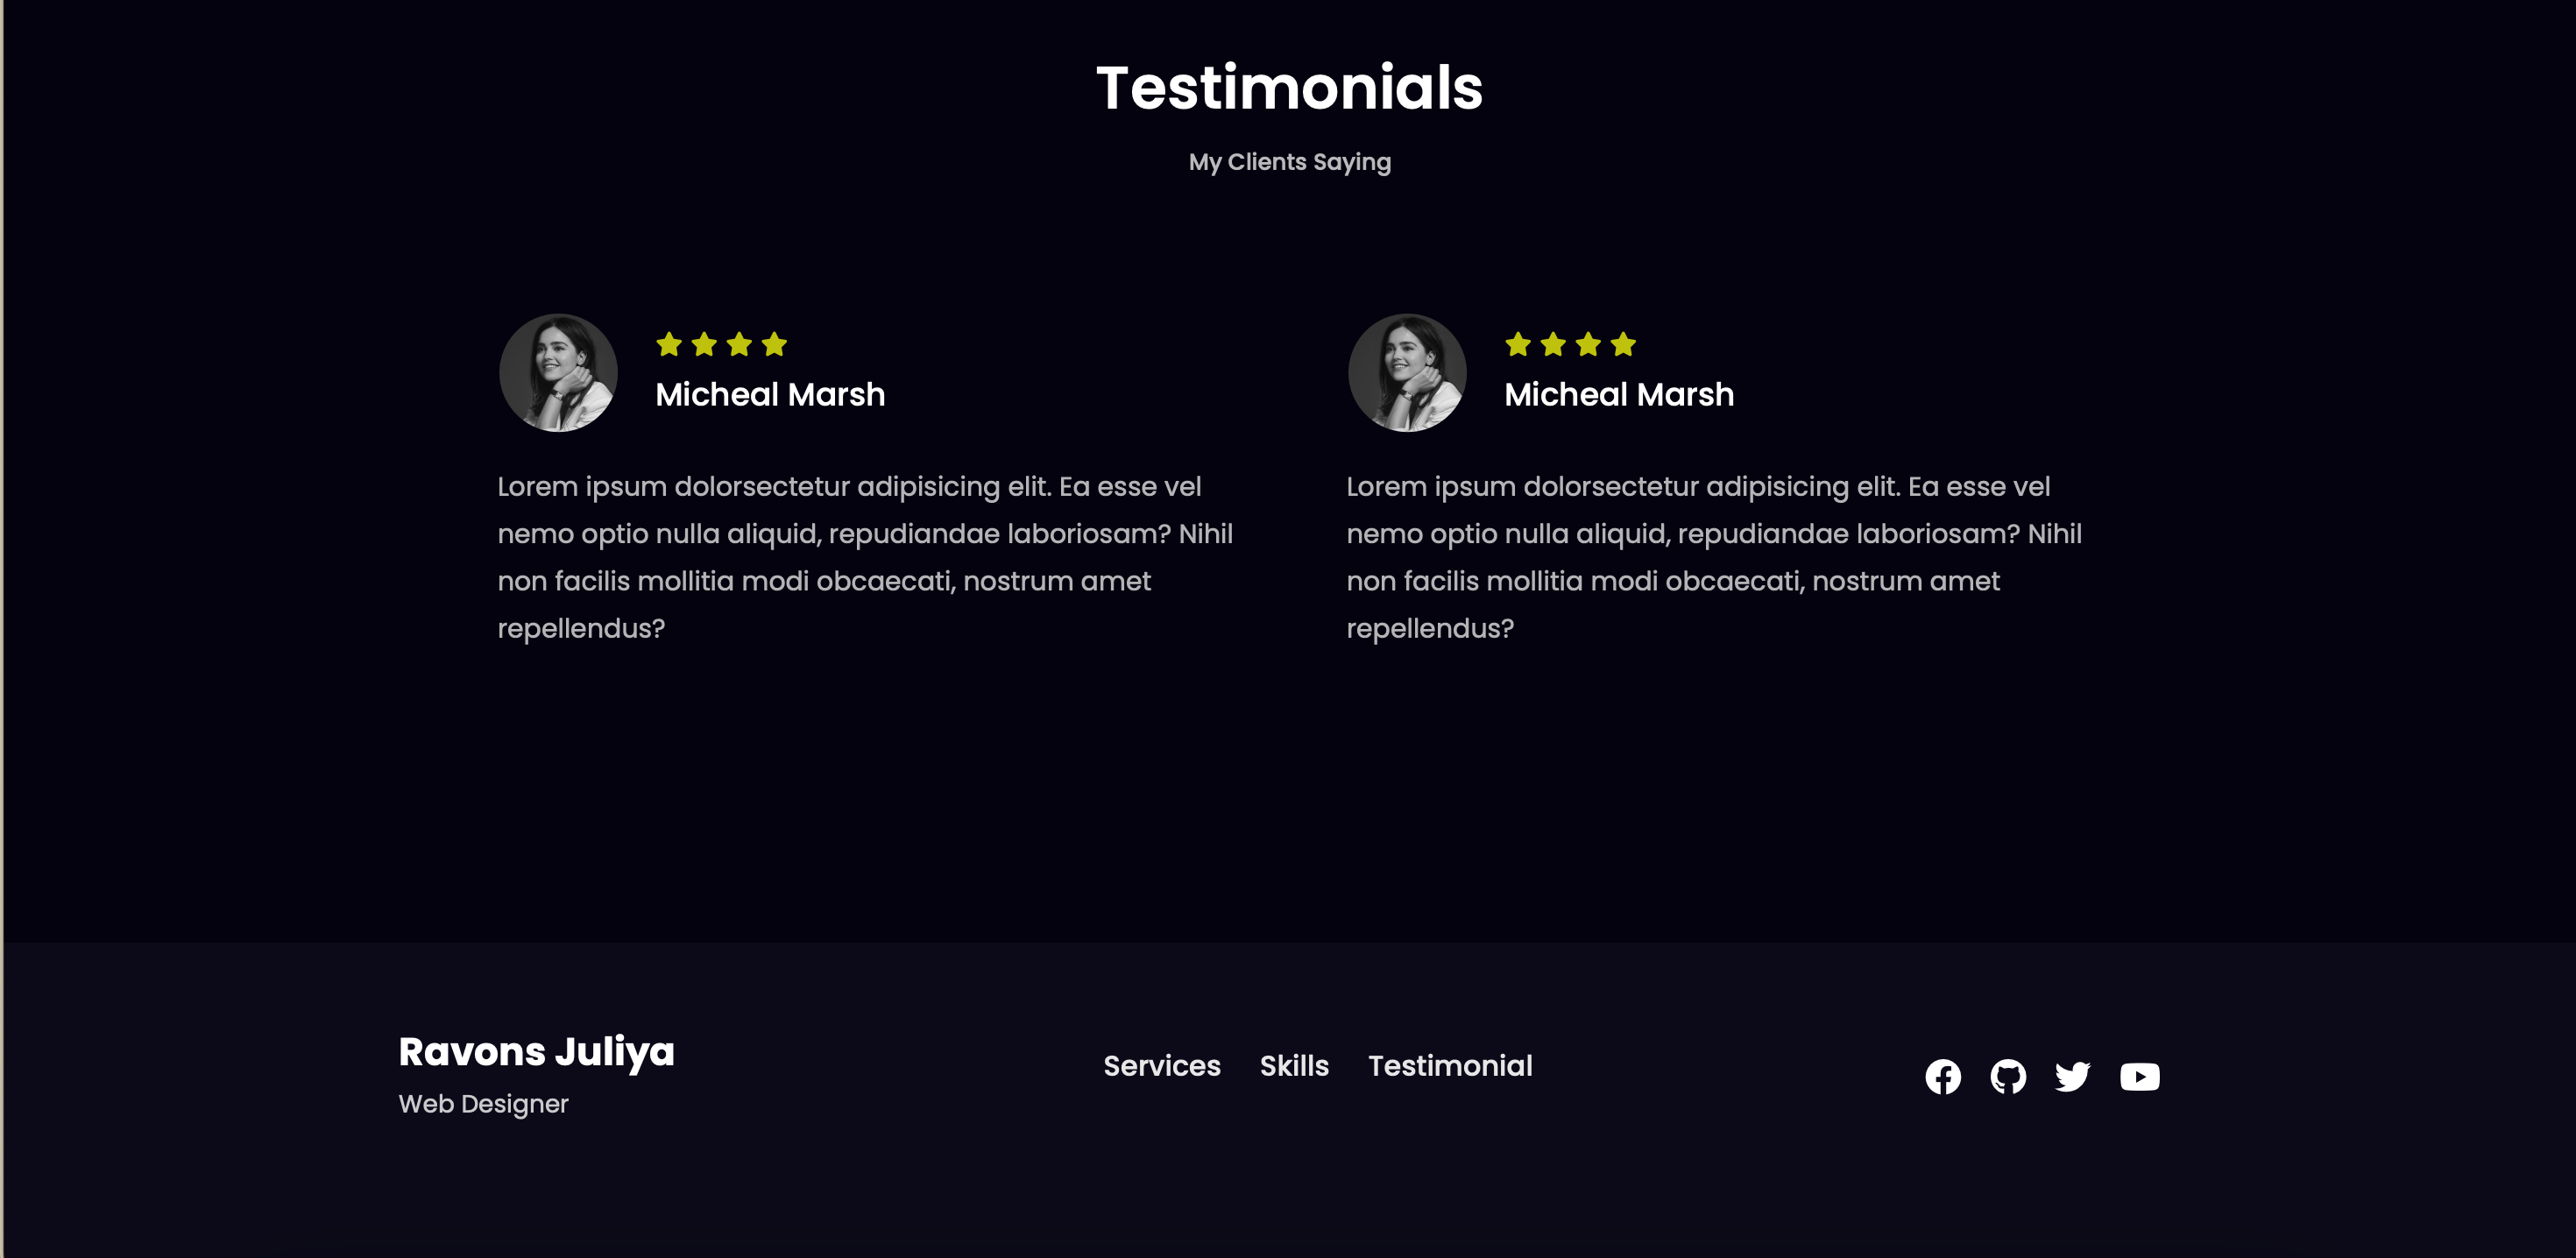 Testimonials
My Clients Saying
Micheal Marsh
Lorem ipsum dolorsectetur adipisicing elit. Ea esse vel
nemo optio nulla aliquid, repudiandae laboriosam? Nihil
non facilis mollitia modi obcaecati, nostrum amet
repellendus?
Micheal Marsh
Lorem ipsum dolorsectetur adipisicing elit. Ea esse vel
nemo optio nulla aliquid, repudiandae laboriosam? Nihil
non facilis mollitia modi obcaecati, nostrum amet
repellendus?
Ravons Juliya
Web Designer
Services Skills Testimonial